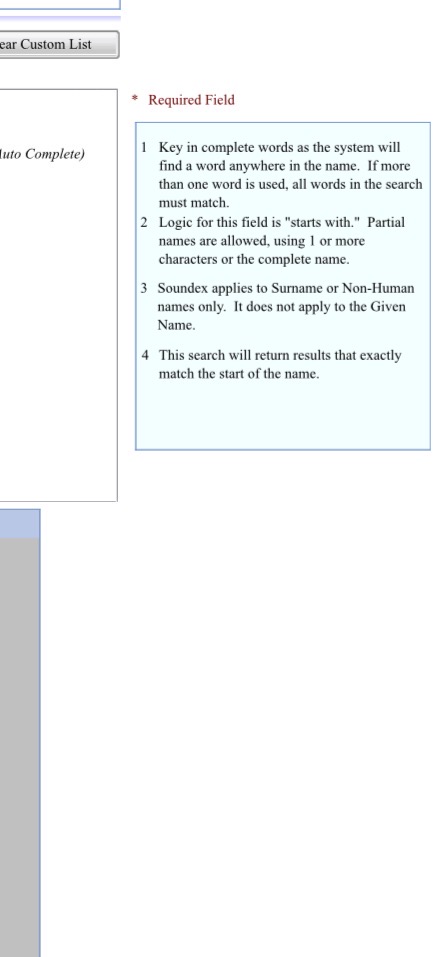 ear Custom List
* Required Field
uto Complete)
1 Key in complete words as the system will
find a word anywhere in the name. If more
than one word is used, all words in the search
must match.
2 Logic for this field is "starts with." Partial
names are allowed, using 1 or more
characters or the complete name.
3 Soundex applies to Surname or Non-Human
names only. It does not apply to the Given
Name.
4 This search will return results that exactly
match the start of the name.